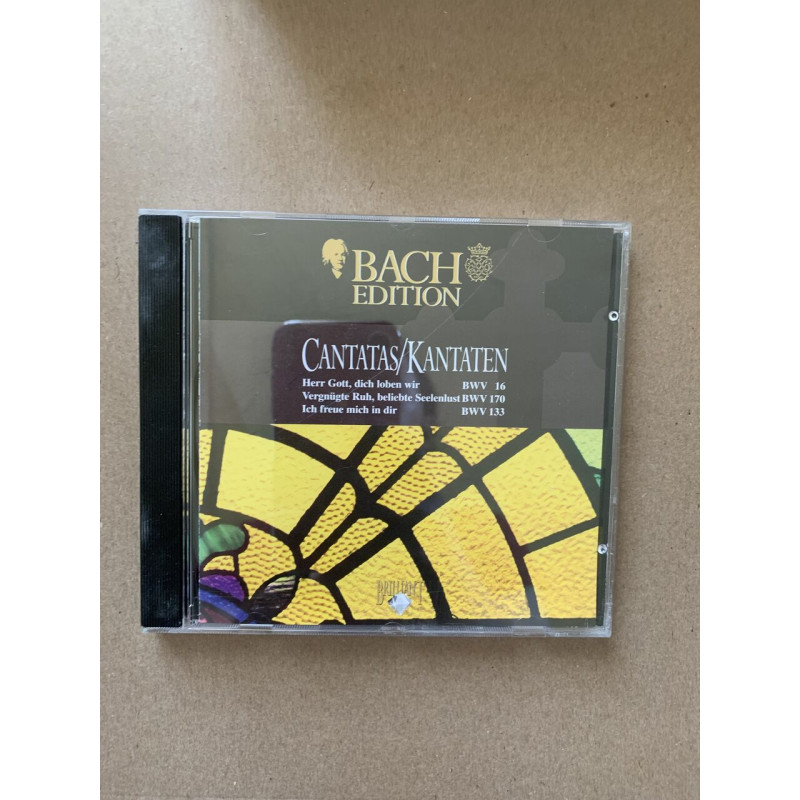 BACH
EDITION
CANTATAS/KANTATEN
Herr Gott, dich loben wir BWV 16
Vergnügte Ruh, beliebte Seelenlust BWV 170
Ich freue mich in dir BWV 133
BRILLIANT